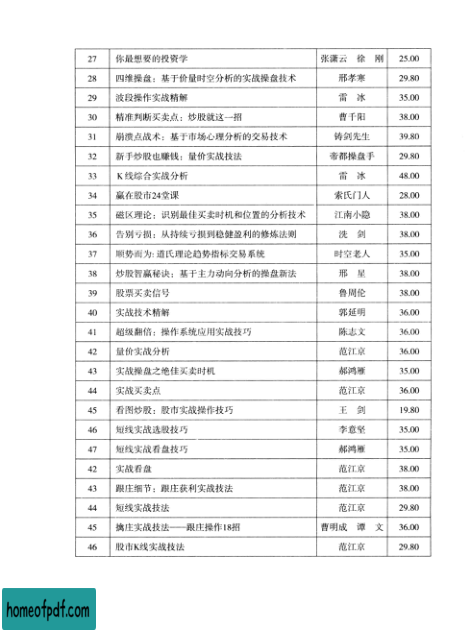 27 你最想要的投资学 张潇云 徐 刚 25.00
28 四维操盘：基于价量时空分析的实战操盘技术 邢孝寒 29.80
29 波段操作实战精解 雷 冰 35.00
30 精准判断买卖点：炒股就这一招 曹千阳 38.00
31 崩溃点战术：基于市场心理分析的交易技术 铸剑先生 39.80
32 新手炒股也赚钱：量价实战技法 帝都操盘手 29.80
33 K线综合实战分析 雷 冰 48.00
34 赢在股市24堂课 索氏门人 28.00
35 磁区理论：识别最佳买卖时机和位置的分析技术 江南小隐 38.00
36 告别亏损：从持续亏损到稳健盈利的修炼法则 冼 剑 38.00
37 顺势而为：道氏理论趋势指标交易系统 时空老人 35.00
38 炒股智赢秘诀：基于主力动向分析的操盘新法 邢 星 38.00
39 股票买卖信号 鲁周伦 38.00
40 实战技术精解 郭延明 36.00
41 超级翻倍：操作系统应用实战技巧 陈志文 36.00
42 量价实战分析 范江京 36.00
43 实战操盘之绝佳买卖时机 郝鸿雁 35.00
44 实战买卖点 范江京 36.00
45 看图炒股：股市实战操作技巧 王 剑 19.80
46 短线实战选股技巧 李意坚 35.00
47 短线实战看盘技巧 郝鸿雁 35.00
42 实战看盘 范江京 38.00
43 跟庄细节：跟庄获利实战技法 范江京 38.00
44 短线实战技法 范江京 29.80
45 擒庄实战技法——跟庄操作18招 曹明成 谭 文 36.00
46 股市K线实战技法 范江京 29.80
homeofpdf.com